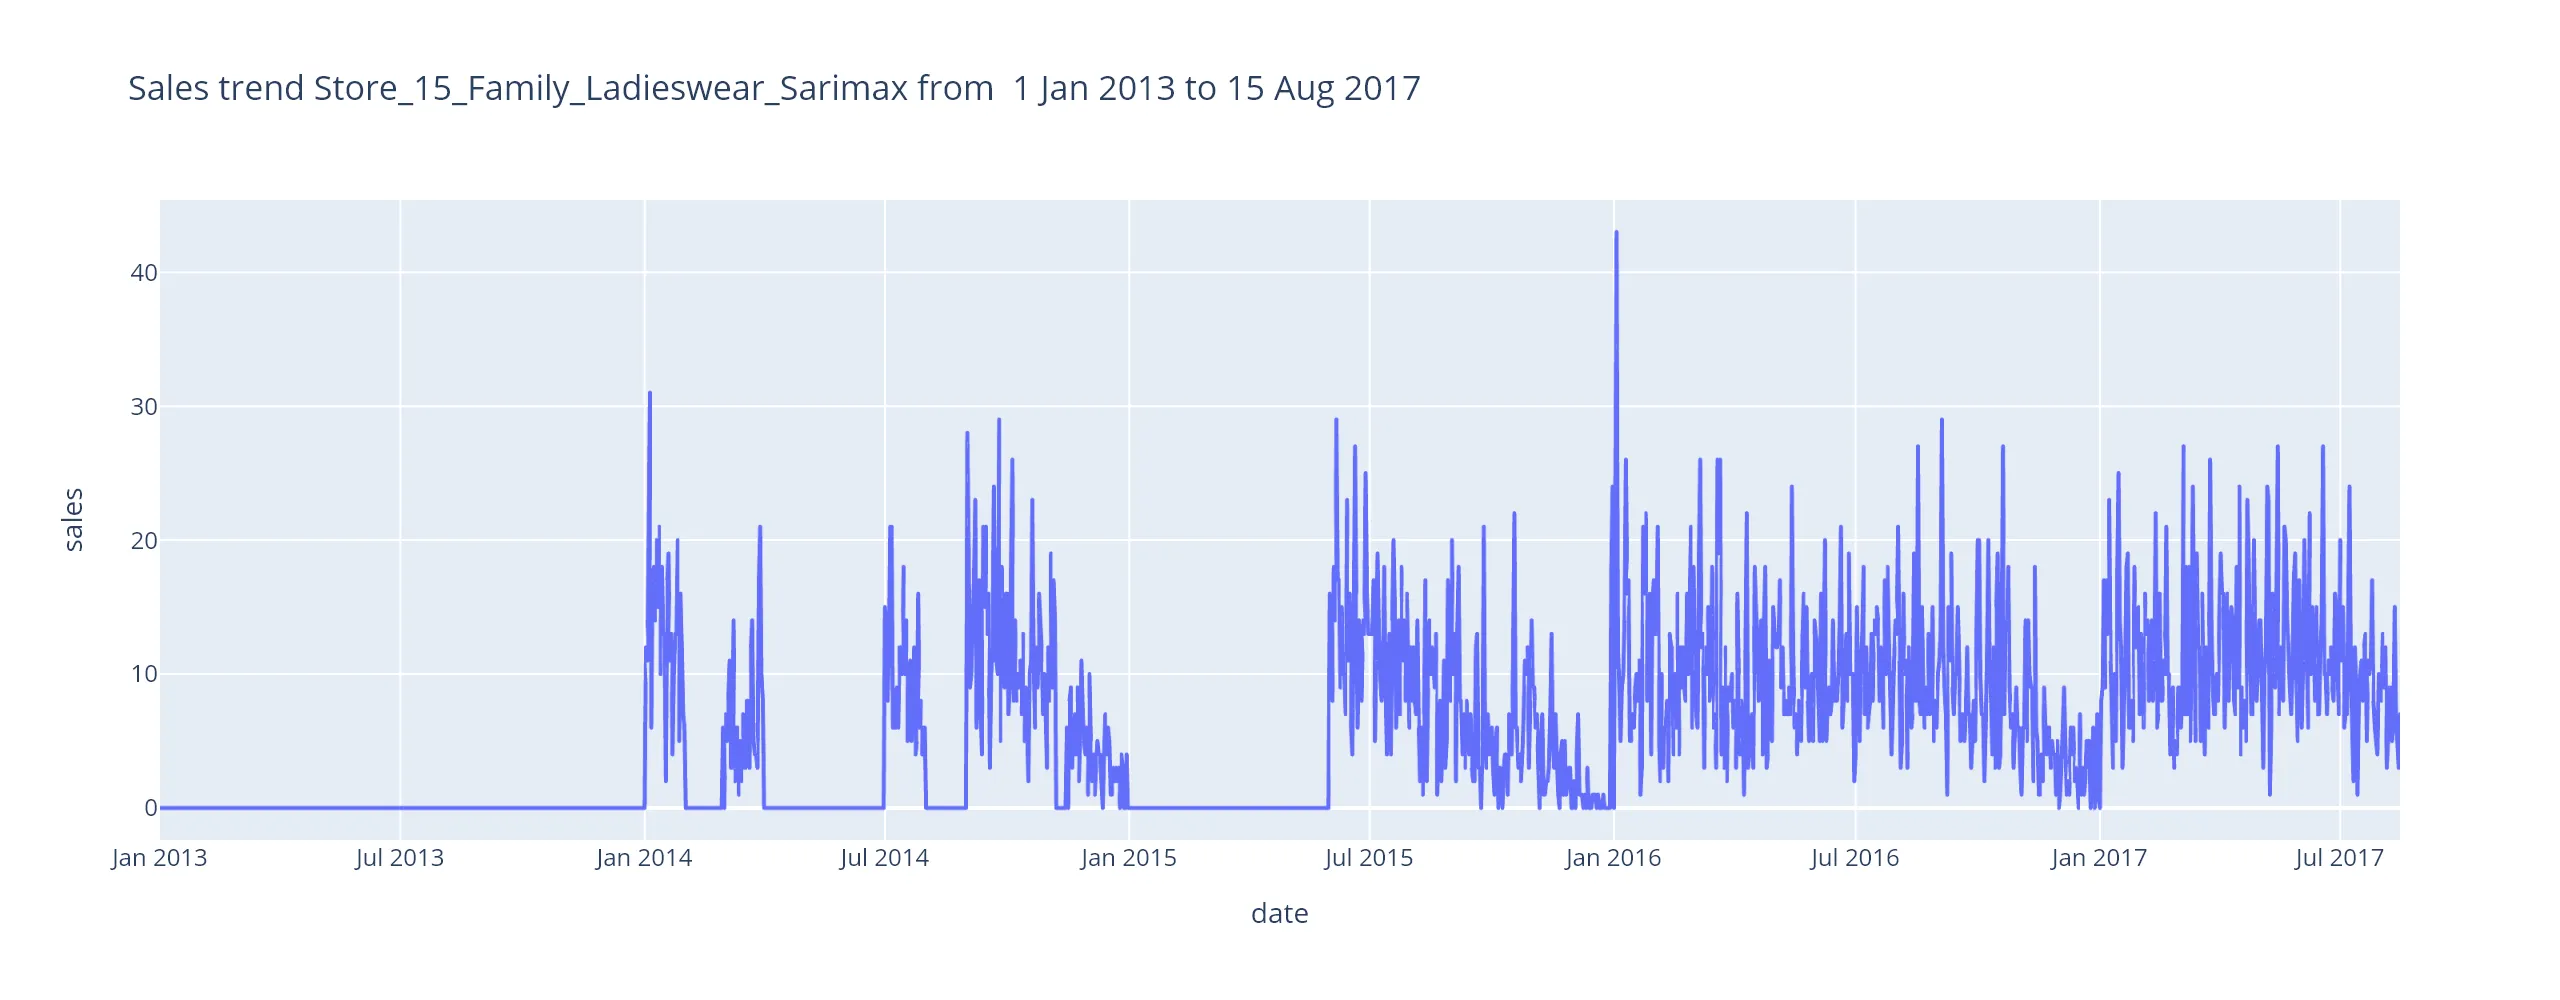 Sales trend Store_15_Family_Ladieswear_Sarimax from  1 Jan 2013 to 15 Aug 2017
sales
40
30
20
10
0
Jan 2013 Jul 2013 Jan 2014 Jul 2014 Jan 2015 Jul 2015 Jan 2016 Jul 2016 Jan 2017 Jul 2017
date